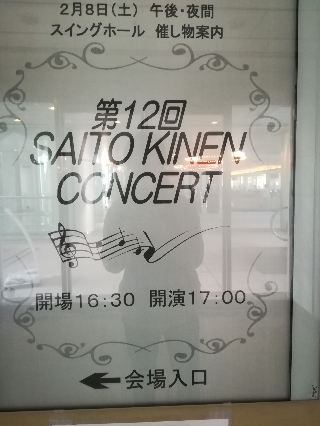 2月8日(土) 午後・夜間
スイングホール 催し物案内
第12回
SAITO KINEN
CONCERT
開場16:30 開演17:00
←会場入口